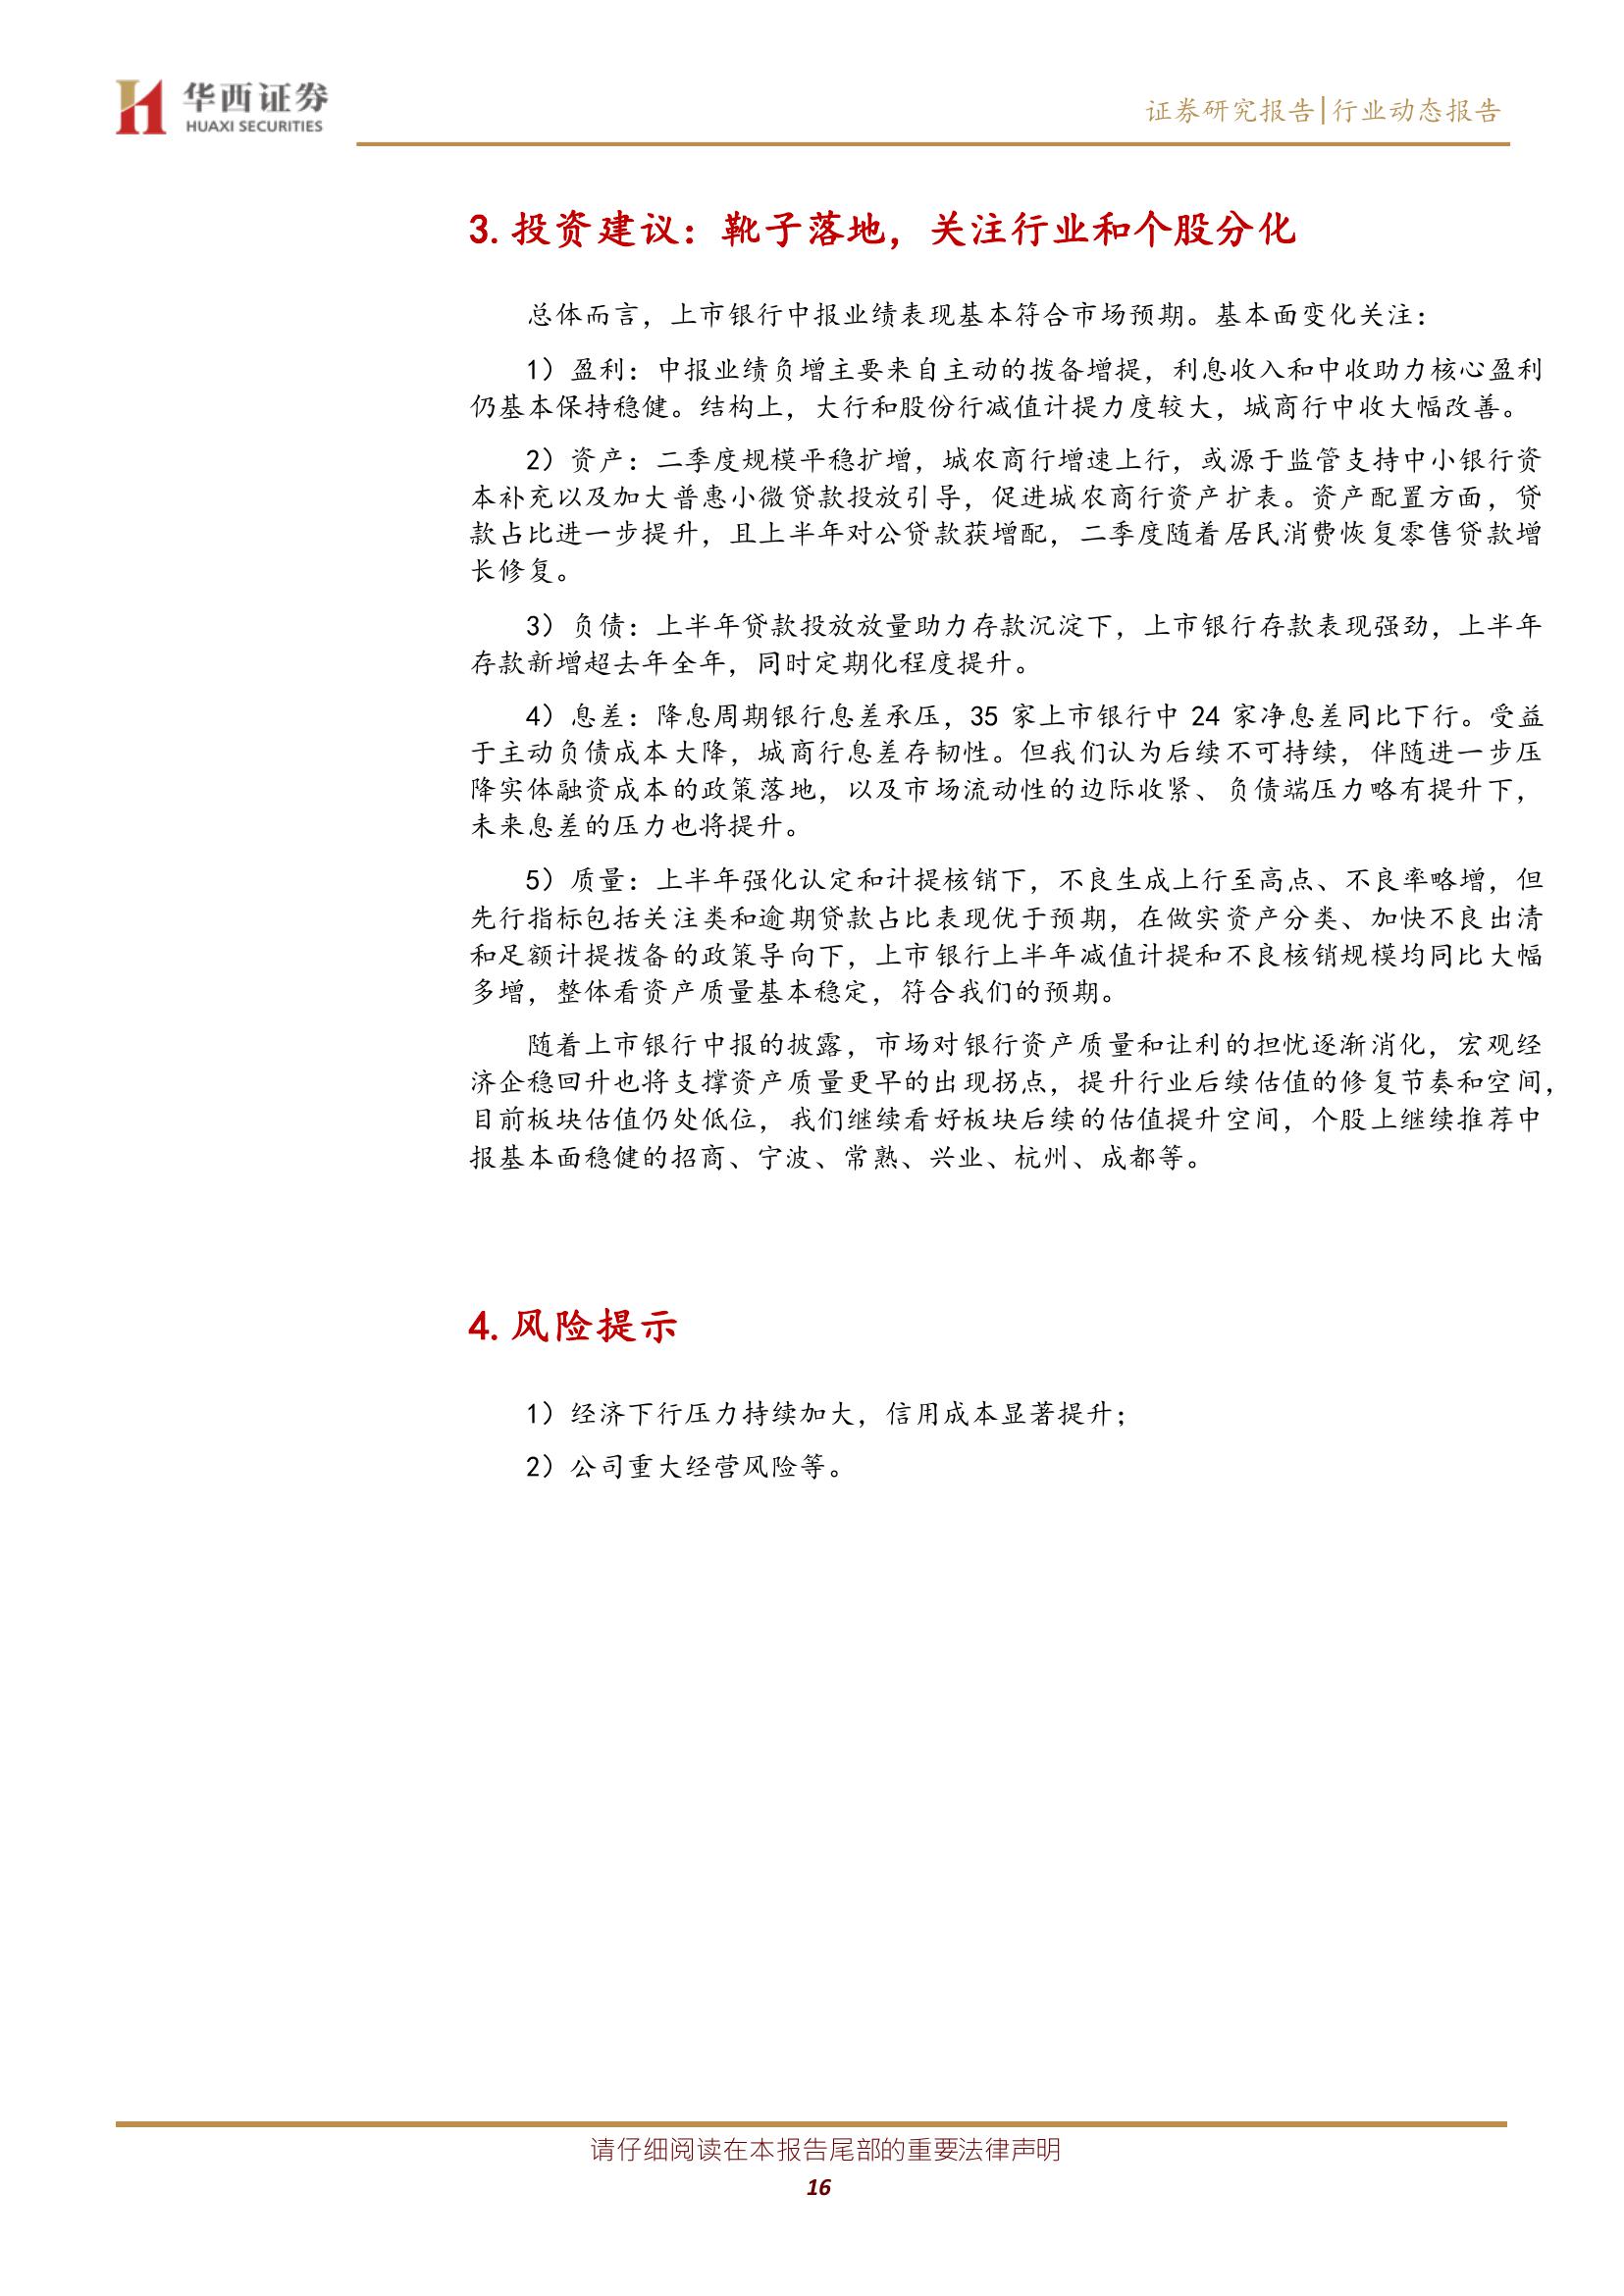 华西证券
HUAXI SECURITIES
证券研究报告|行业动态报告
3. 投资建议：靴子落地，关注行业和个股分化
总体而言，上市银行中报业绩表现基本符合市场预期。基本面变化关注：
1）盈利：中报业绩负增主要来自主动的拨备增提，利息收入和中收助力核心盈利
仍基本保持稳健。结构上，大行和股份行减值计提力度较大，城商行中收大幅改善。
2）资产：二季度规模平稳扩增，城农商行增速上行，或源于监管支持中小银行资
本补充以及加大普惠小微贷款投放引导，促进城农商行资产扩表。资产配置方面，贷
款占比进一步提升，且上半年对公贷款获增配，二季度随着居民消费恢复零售贷款增
长修复。
3）负债：上半年贷款投放放量助力存款沉淀下，上市银行存款表现强劲，上半年
存款新增超去年全年，同时定期化程度提升。
4）息差：降息周期银行息差承压，35 家上市银行中 24 家净息差同比下行。受益
于主动负债成本大降，城商行息差存韧性。但我们认为后续不可持续，伴随进一步压
降实体融资成本的政策落地，以及市场流动性的边际收紧、负债端压力略有提升下，
未来息差的压力也将提升。
5）质量：上半年强化认定和计提核销下，不良生成上行至高点、不良率略增，但
先行指标包括关注类和逾期贷款占比表现优于预期，在做实资产分类、加快不良出清
和足额计提拨备的政策导向下，上市银行上半年减值计提和不良核销规模均同比大幅
多增，整体看资产质量基本稳定，符合我们的预期。
随着上市银行中报的披露，市场对银行资产质量和让利的担忧逐渐消化，宏观经
济企稳回升也将支撑资产质量更早的出现拐点，提升行业后续估值的修复节奏和空间，
目前板块估值仍处低位，我们继续看好板块后续的估值提升空间，个股上继续推荐中
报基本面稳健的招商、宁波、常熟、兴业、杭州、成都等。
4. 风险提示
1）经济下行压力持续加大，信用成本显著提升；
2）公司重大经营风险等。
请仔细阅读在本报告尾部的重要法律声明
16